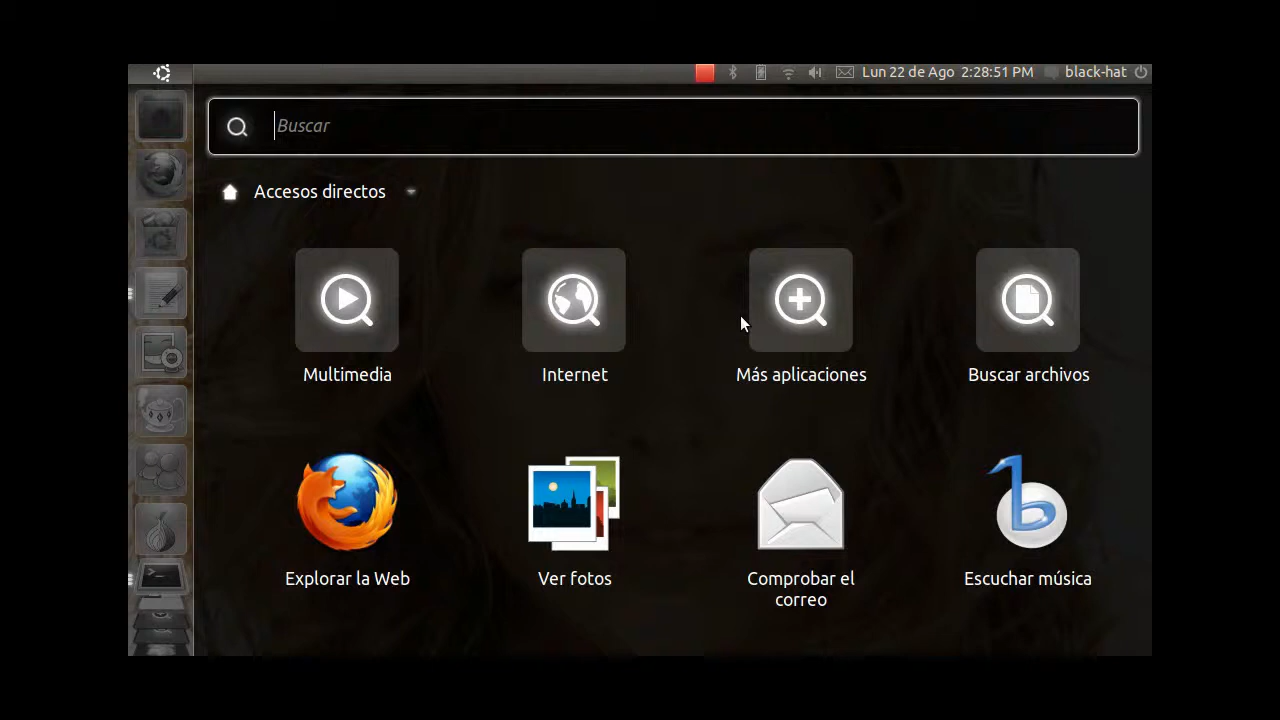 Lun 22 de Ago 2:28:51 PM black-hat
Buscar
Accesos directos
Multimedia Internet Más aplicaciones Buscar archivos
Explorar la Web Ver fotos Comprobar el correo Escuchar música